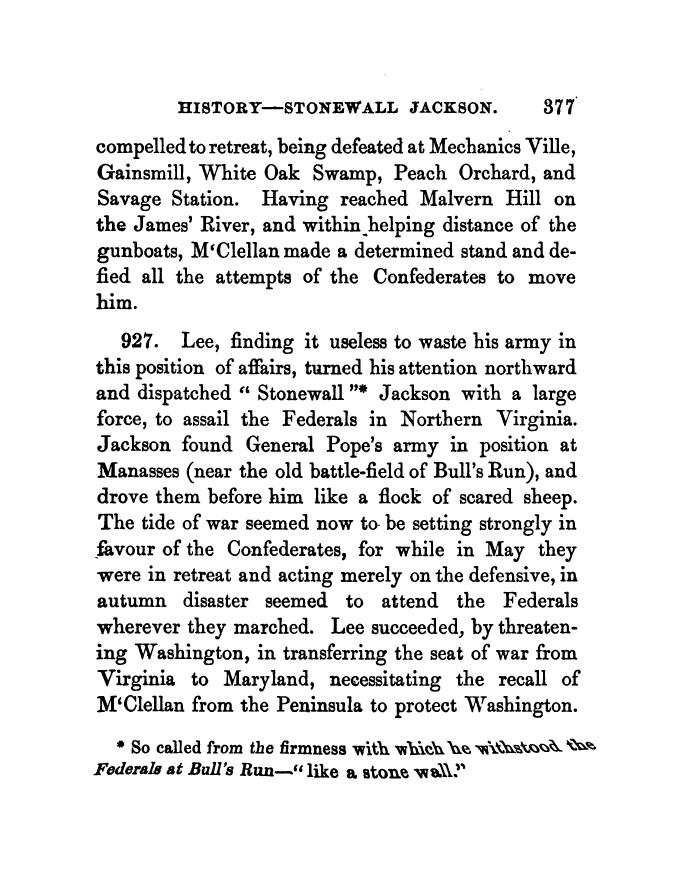 HISTORY—STONEWALL JACKSON. 377
compelled to retreat, being defeated at Mechanics Ville,
Gainsmill, White Oak Swamp, Peach Orchard, and
Savage Station. Having reached Malvern Hill on
the James' River, and within helping distance of the
gunboats, M‘Clellan made a determined stand and de-
fied all the attempts of the Confederates to move
him.
927. Lee, finding it useless to waste his army in
this position of affairs, turned his attention northward
and dispatched “ Stonewall ”* Jackson with a large
force, to assail the Federals in Northern Virginia.
Jackson found General Pope's army in position at
Manasses (near the old battle-field of Bull's Run), and
drove them before him like a flock of scared sheep.
The tide of war seemed now to be setting strongly in
favour of the Confederates, for while in May they
were in retreat and acting merely on the defensive, in
autumn disaster seemed to attend the Federals
wherever they marched. Lee succeeded, by threaten-
ing Washington, in transferring the seat of war from
Virginia to Maryland, necessitating the recall of
M‘Clellan from the Peninsula to protect Washington.
* So called from the firmness with which he withstood the
Federals at Bull's Run—“ like a stone wall.”